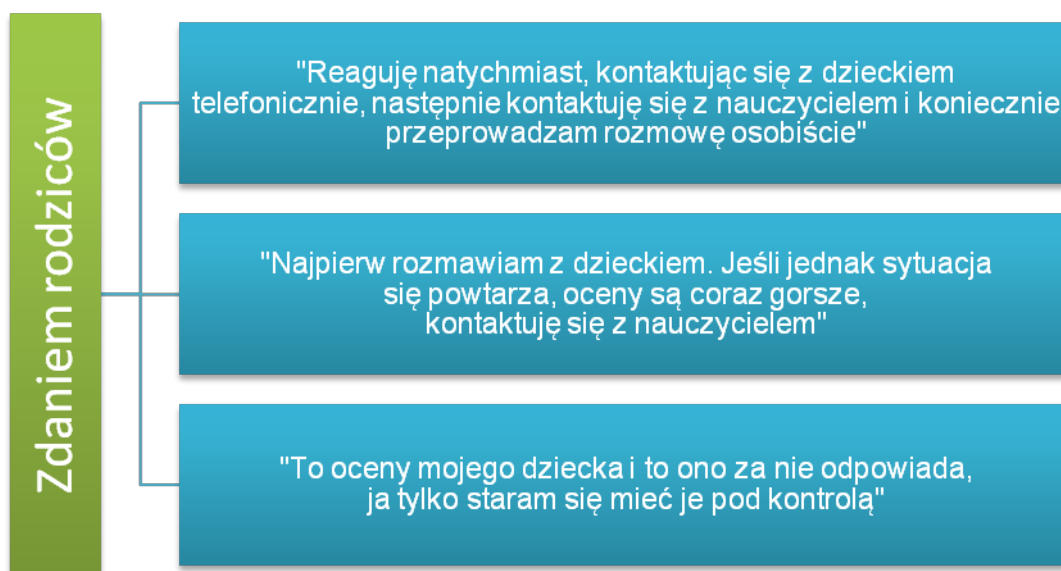 Zdaniem rodziców
"Reaguję natychmiast, kontaktując się z dzieckiem
telefonicznie, następnie kontaktuję się z nauczycielem i koniecznie
przeprowadzam rozmowę osobiście"
"Najpierw rozmawiam z dzieckiem. Jeśli jednak sytuacja
się powtarza, oceny są coraz gorsze,
kontaktuję się z nauczycielem"
"To oceny mojego dziecka i to ono za nie odpowiada,
ja tylko staram się mieć je pod kontrolą"